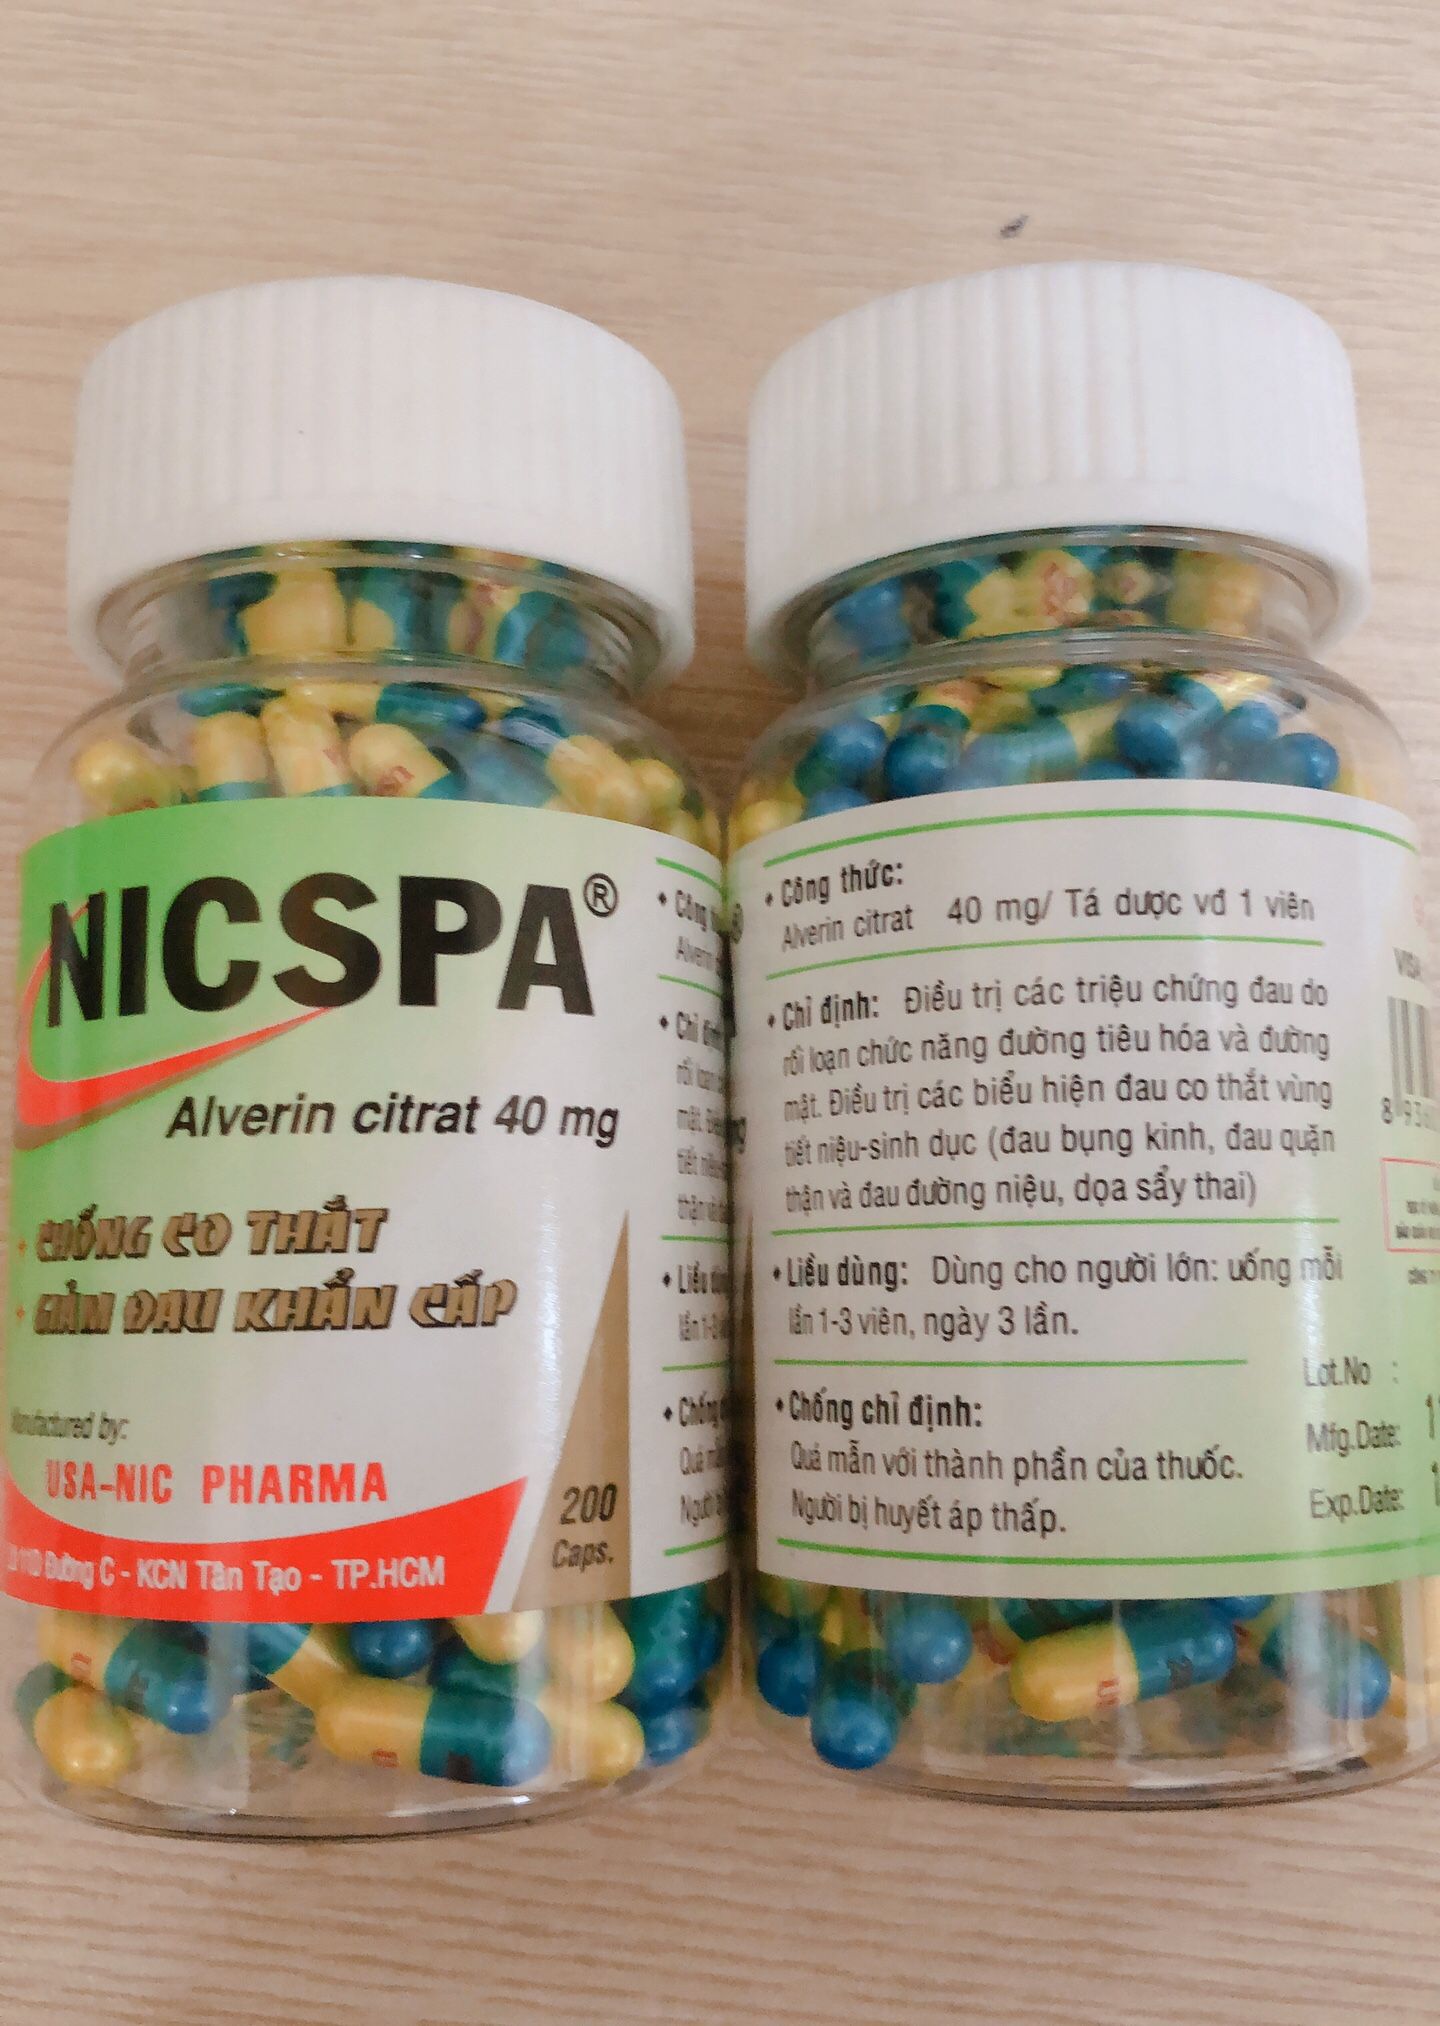 NICSPA®
Alverin citrat 40 mg
CHỐNG CO THẮT
GIẢM ĐAU KHẨN CẤP
Manufactured by:
USA-NIC PHARMA
Đường C - KCN Tân Tạo - TP.HCM
200
Caps.
• Công thức:
Alverin citrat 40 mg/ Tá dược vđ 1 viên
• Chỉ định: Điều trị các triệu chứng đau do
rối loạn chức năng đường tiêu hóa và đường
mật. Điều trị các biểu hiện đau co thắt vùng
tiết niệu-sinh dục (đau bụng kinh, đau quặn
thận và đau đường niệu, dọa sẩy thai)
• Liều dùng: Dùng cho người lớn: uống mỗi
lần 1-3 viên, ngày 3 lần.
• Chống chỉ định:
Quá mẫn với thành phần của thuốc.
Người bị huyết áp thấp.
Lot.No :
Mfg.Date:
Exp.Date: